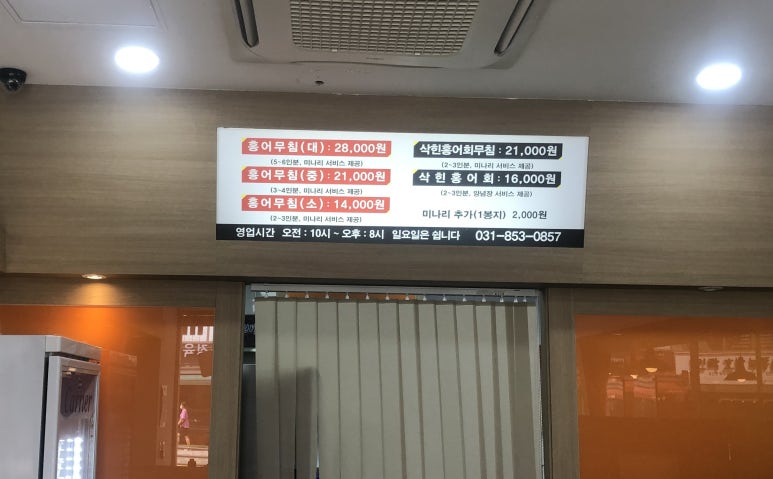 홍어무침(대) : 28,000원
(5~6인분, 미나리 서비스 제공)
홍어무침(중) : 21,000원
(3~4인분, 미나리 서비스 제공)
홍어무침(소) : 14,000원
(2~3인분, 미나리 서비스 제공)
삭힌홍어회무침 : 21,000원
(2~3인분, 미나리 서비스 제공)
삭힌홍어회 : 16,000원
(2~3인분, 양념장 서비스 제공)
미나리 추가(1봉지) 2,000원
영업시간 오전 : 10시 ~ 오후 : 8시 일요일은 쉽니다 031-853-0857
Carrier